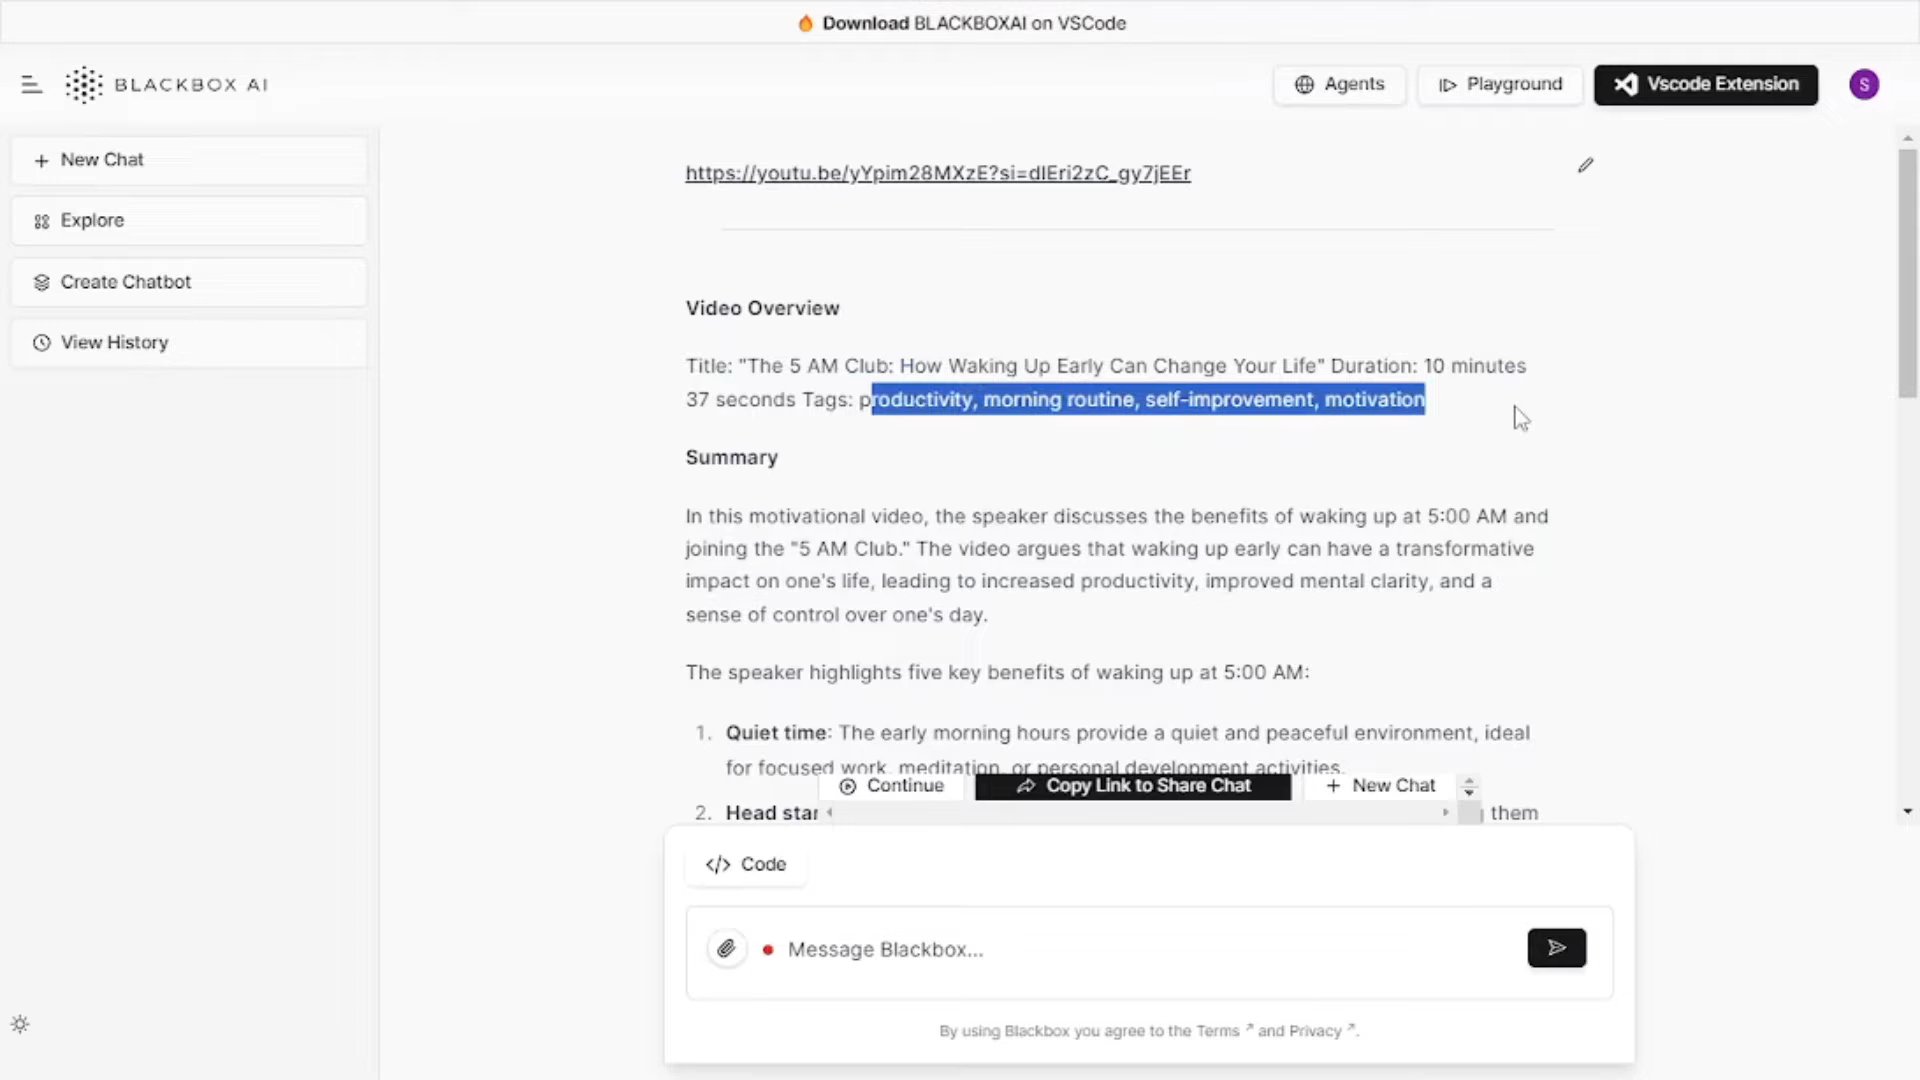 🔥 Download BLACKBOXAI on VSCode
BLACKBOX AI
Agents
Playground
Vscode Extension
S
+ New Chat
Explore
Create Chatbot
View History
https://youtu.be/yYpim28MXzE?si=dIEri2zC_gy7jEEr
Video Overview
Title: "The 5 AM Club: How Waking Up Early Can Change Your Life" Duration: 10 minutes
37 seconds Tags: productivity, morning routine, self-improvement, motivation
Summary
In this motivational video, the speaker discusses the benefits of waking up at 5:00 AM and
joining the "5 AM Club." The video argues that waking up early can have a transformative
impact on one's life, leading to increased productivity, improved mental clarity, and a
sense of control over one's day.
The speaker highlights five key benefits of waking up at 5:00 AM:
1. Quiet time: The early morning hours provide a quiet and peaceful environment, ideal
for focused work, meditation, or personal development activities.
Continue
Copy Link to Share Chat
+ New Chat
2. Head star
them
</> Code
Message Blackbox...
By using Blackbox you agree to the Terms ↗ and Privacy ↗.